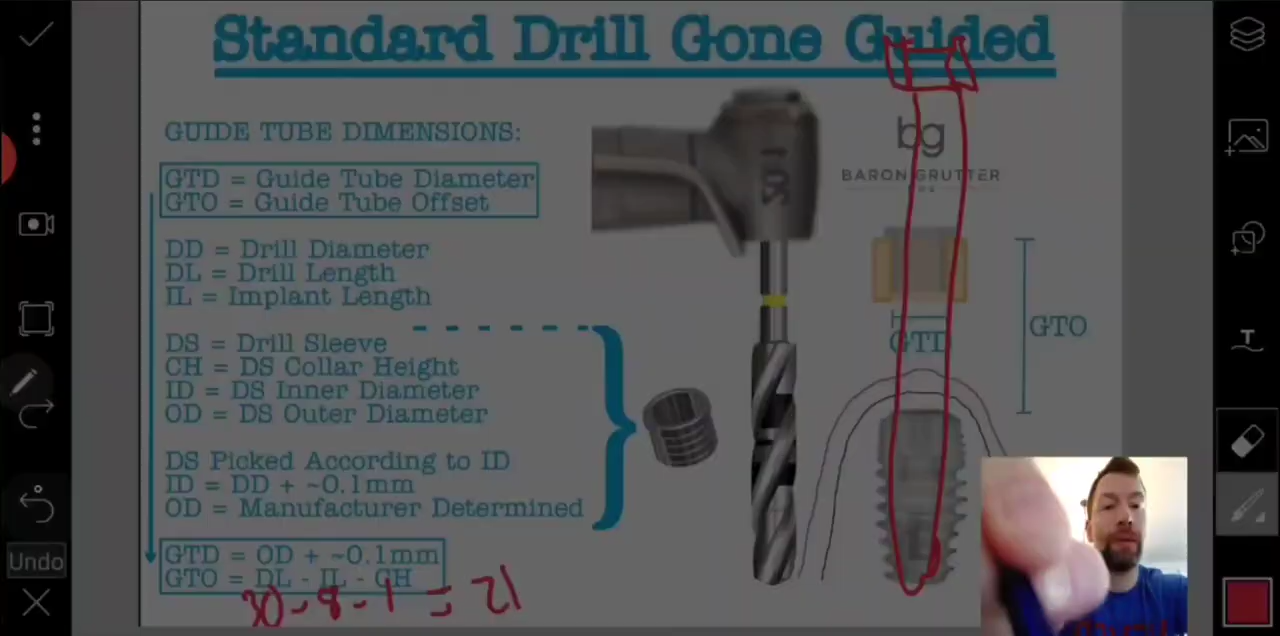 Standard Drill Gone Guided
GUIDE TUBE DIMENSIONS:
GTD = Guide Tube Diameter
GTO = Guide Tube Offset
DD = Drill Diameter
DL = Drill Length
IL = Implant Length
DS = Drill Sleeve
CH = DS Collar Height
ID = DS Inner Diameter
OD = DS Outer Diameter
DS Picked According to ID
ID = DD + ~0.1mm
OD = Manufacturer Determined
GTD = OD + ~0.1mm
GTO = DL - IL - CH
30 - 8 - 1 = 21
bg
BARON GRUTTER
GTD
GTO
Undo
T